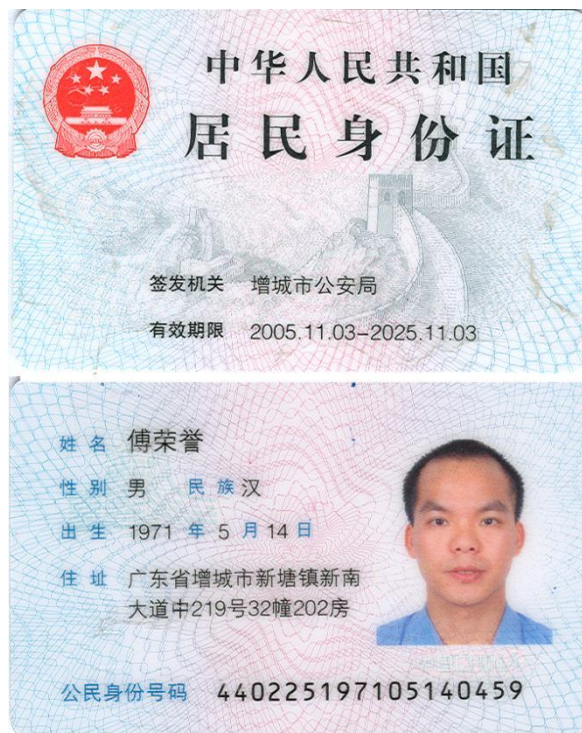 中华人民共和国
居民身份证
签发机关 增城市公安局
有效期限 2005.11.03-2025.11.03
姓名 傅荣誉
性别 男 民族 汉
出生 1971 年 5 月 14 日
住址 广东省增城市新塘镇新南
大道中219号32幢202房
公民身份号码 440225197105140459